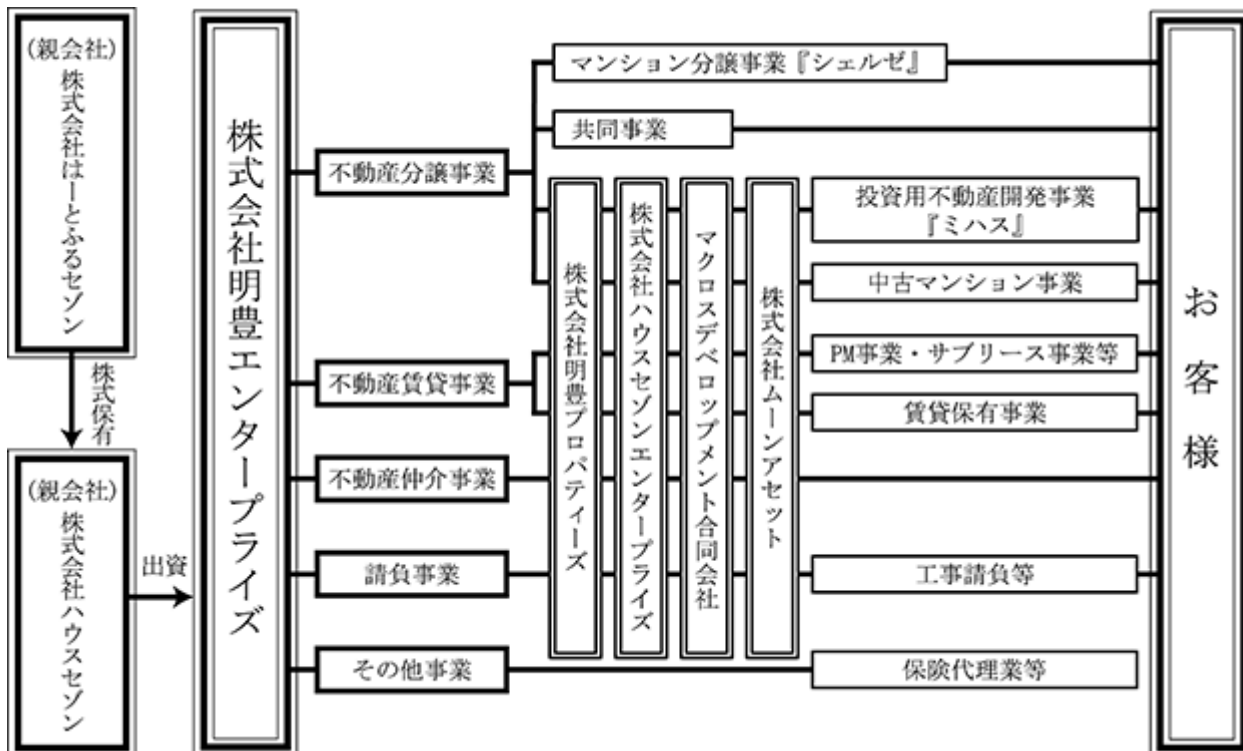 (親会社)
株式会社はーとふるセゾン
株式保有
(親会社)
株式会社ハウスセゾン
出資
株式会社明豊エンタープライズ
不動産分譲事業
不動産賃貸事業
不動産仲介事業
請負事業
その他事業
マンション分譲事業『シェルゼ』
共同事業
株式会社明豊プロパティーズ
株式会社ハウスセゾンエンタープライズ
マクロスデベロップメント合同会社
株式会社ムーンアセット
投資用不動産開発事業
『ミハス』
中古マンション事業
PM事業・サブリース事業等
賃貸保有事業
工事請負等
保険代理業等
お客様